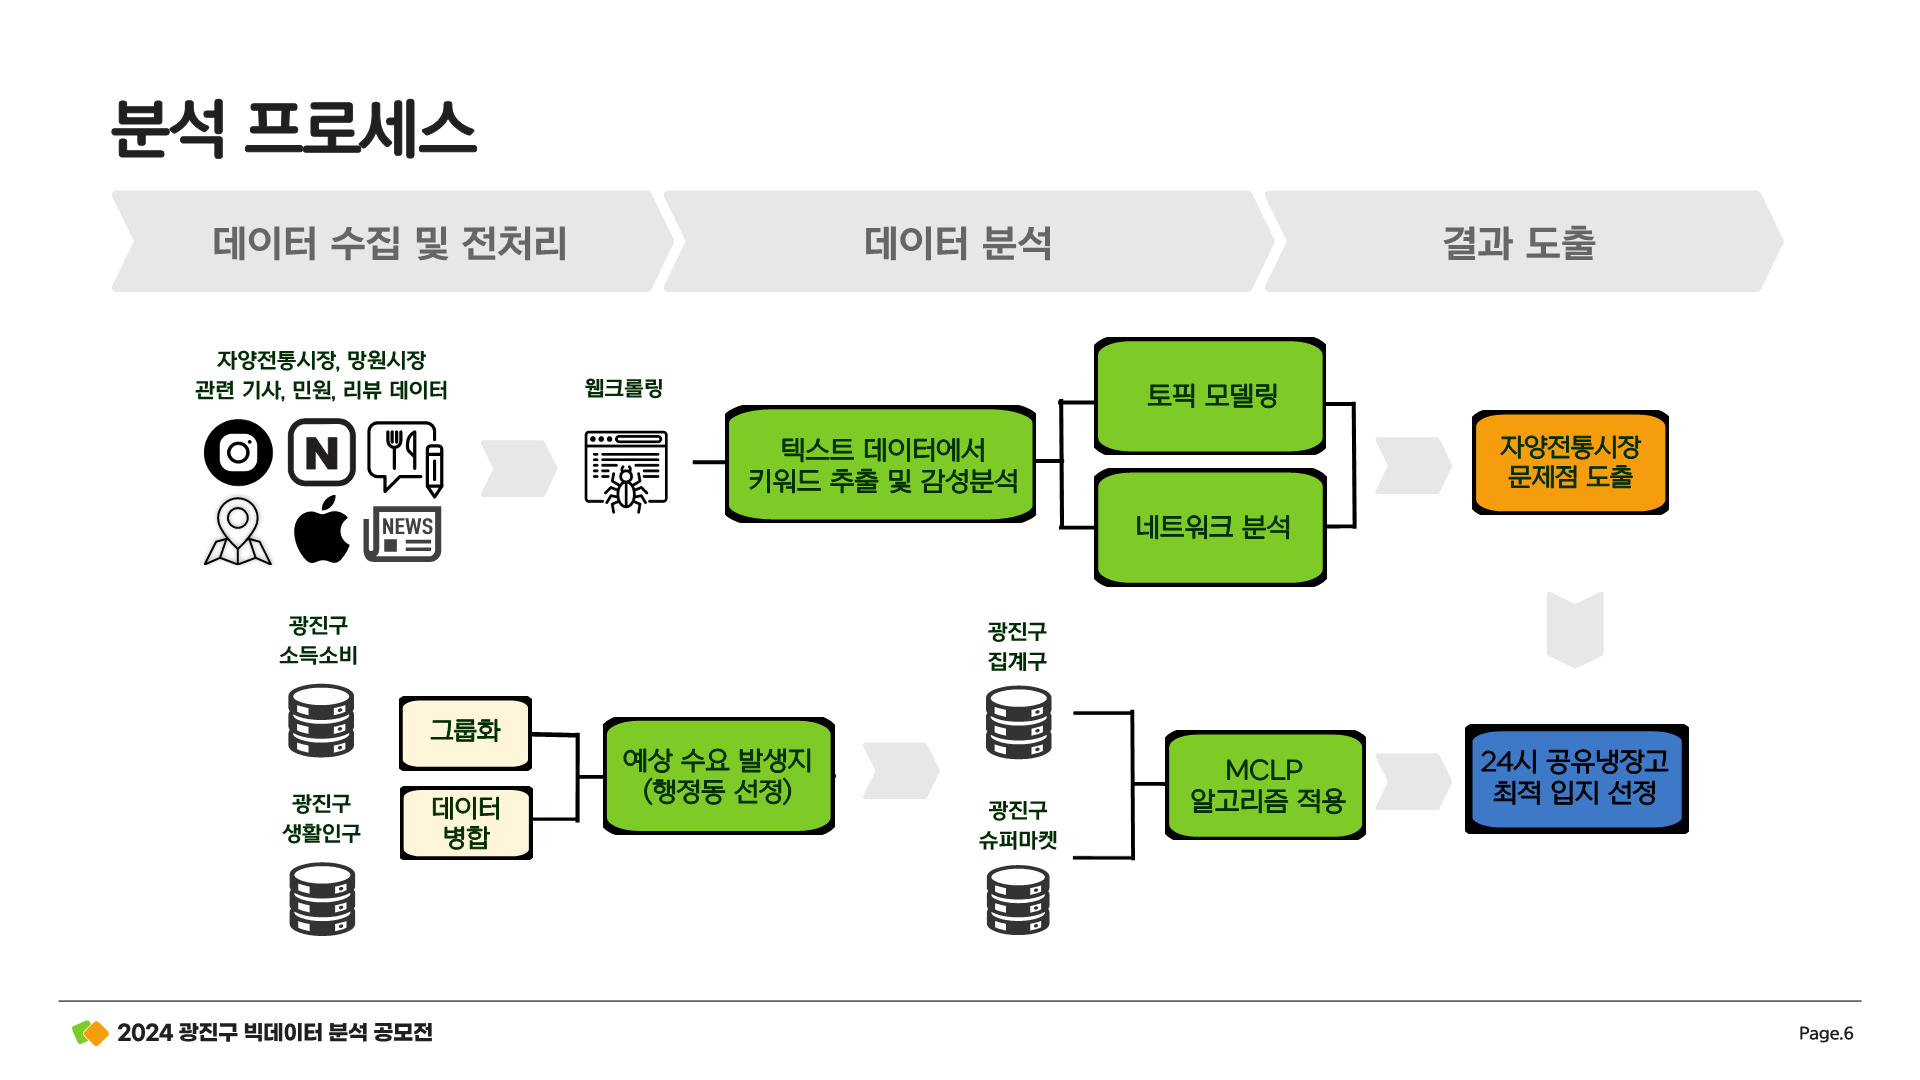 분석 프로세스
데이터 수집 및 전처리
데이터 분석
결과 도출
자양전통시장, 망원시장
관련 기사, 민원, 리뷰 데이터
N
NEWS
웹크롤링
텍스트 데이터에서
키워드 추출 및 감성분석
토픽 모델링
네트워크 분석
자양전통시장
문제점 도출
광진구
소득소비
광진구
생활인구
그룹화
데이터
병합
예상 수요 발생지
(행정동 선정)
광진구
집계구
광진구
슈퍼마켓
MCLP
알고리즘 적용
24시 공유냉장고
최적 입지 선정
2024 광진구 빅데이터 분석 공모전
Page.6